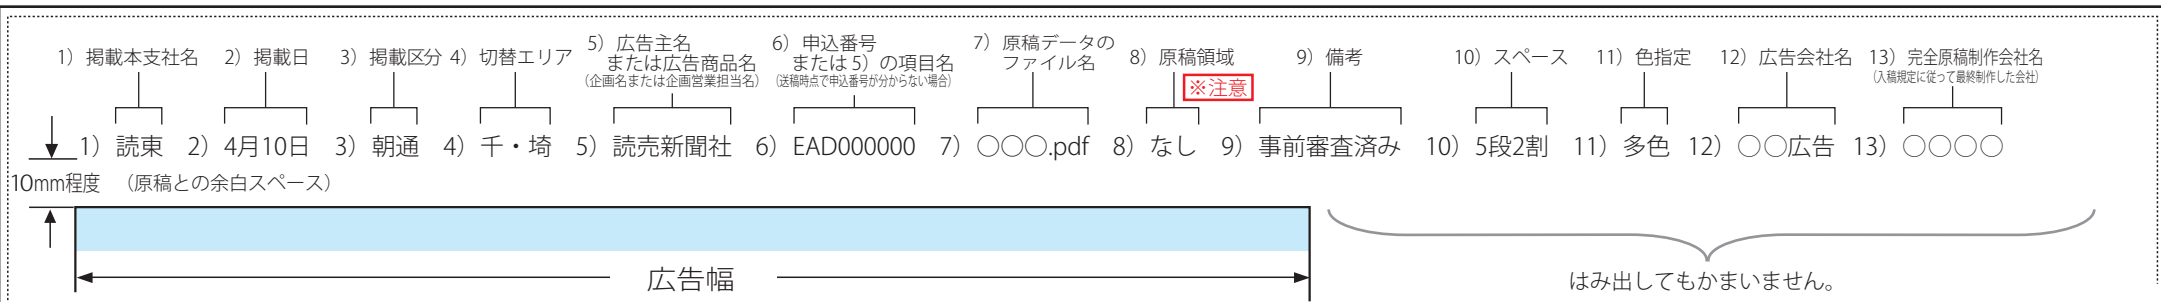 1）掲載本支社名
2）掲載日
3）掲載区分
4）切替エリア
5）広告主名
または広告商品名
（企画名または企画営業担当名）
6）申込番号
または5）の項目名
（送稿時点で申込番号が分からない場合）
7）原稿データの
ファイル名
8）原稿領域
※注意
9）備考
10）スペース
11）色指定
12）広告会社名
13）完全原稿制作会社名
（入稿規定に従って最終制作した会社）
1）読東 2）4月10日 3）朝通 4）千・埼 5）読売新聞社 6）EAD000000 7）○○○.pdf 8）なし 9）事前審査済み 10）5段2割 11）多色 12）○○広告 13）○○○○
10mm程度 （原稿との余白スペース）
広告幅
はみ出してもかまいません。